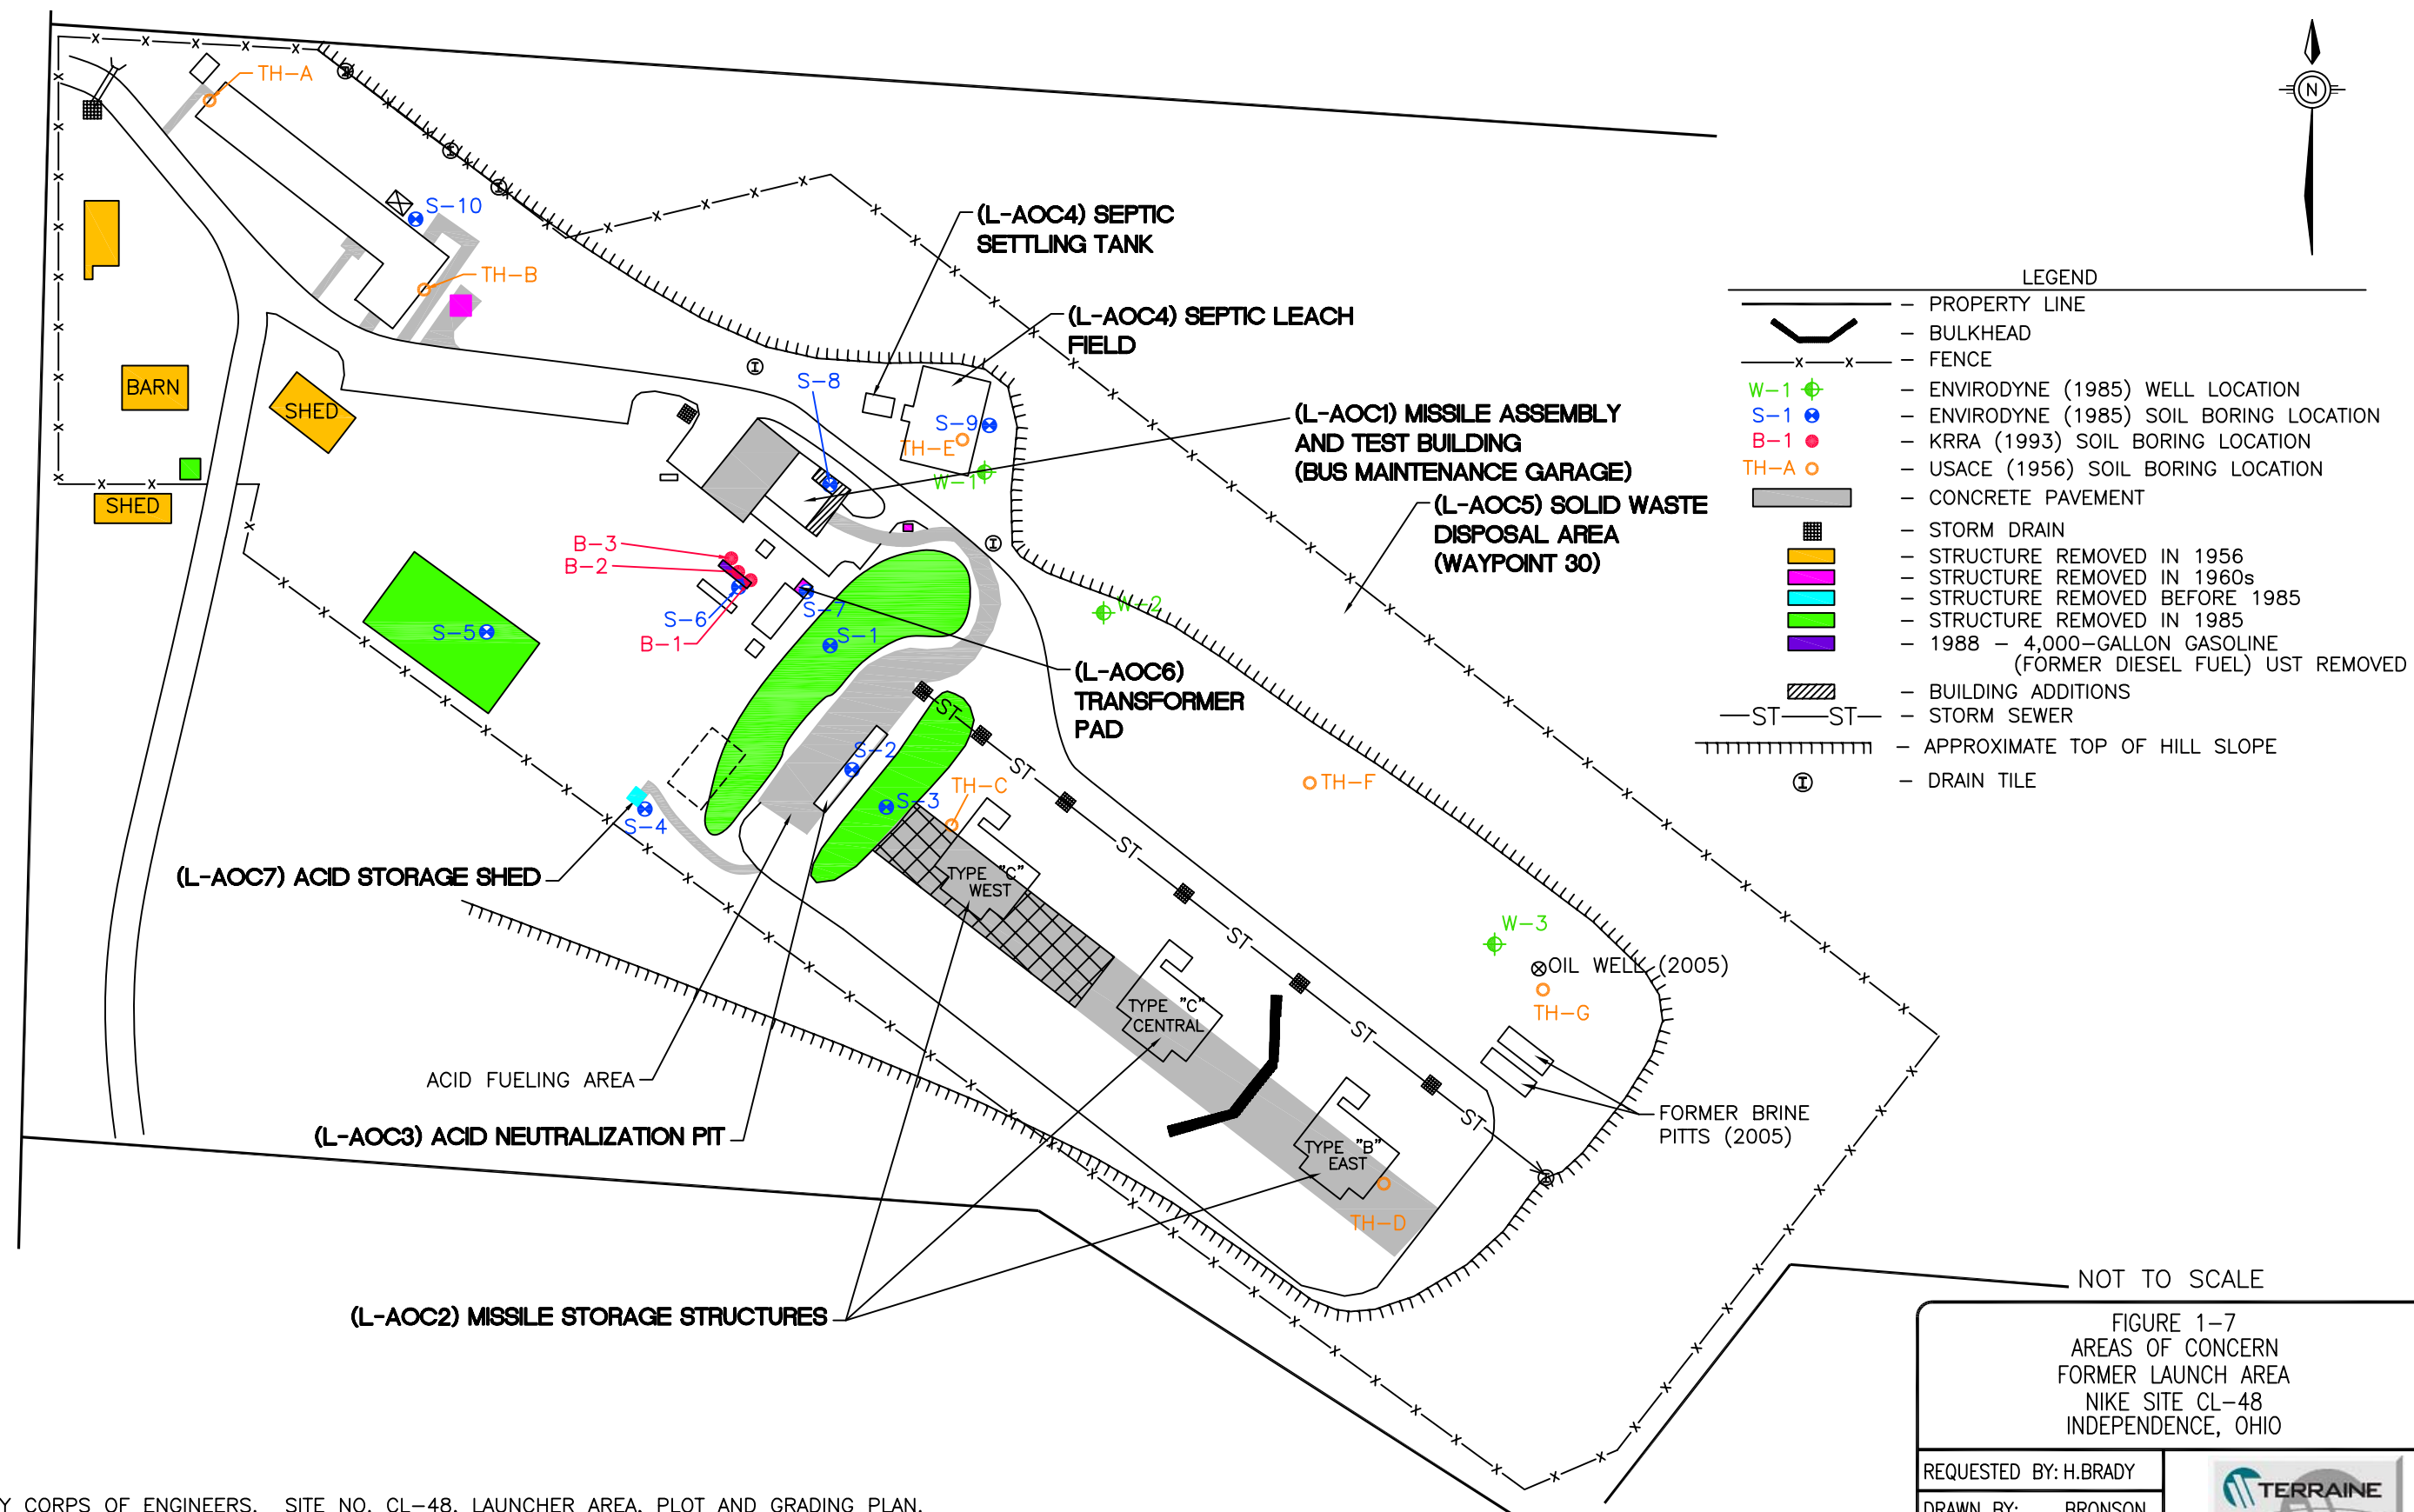 TH-A
S-10
TH-B
(L-AOC4) SEPTIC
SETTLING TANK
(L-AOC4) SEPTIC LEACH
FIELD
BARN
SHED
SHED
S-8
S-9
TH-E
W-1
(L-AOC1) MISSILE ASSEMBLY
AND TEST BUILDING
(BUS MAINTENANCE GARAGE)
(L-AOC5) SOLID WASTE
DISPOSAL AREA
(WAYPOINT 30)
B-3
B-2
S-6
B-1
S-7
S-5
S-1
W-2
(L-AOC6)
TRANSFORMER
PAD
ST
S-2
ST
TH-C
S-3
TH-F
S-4
ST
(L-AOC7) ACID STORAGE SHED
TYPE "C"
WEST
ST
W-3
OIL WELL (2005)
TH-G
TYPE "C"
CENTRAL
ST
ACID FUELING AREA
(L-AOC3) ACID NEUTRALIZATION PIT
ST
FORMER BRINE
PITTS (2005)
TYPE "B"
EAST
TH-D
(L-AOC2) MISSILE STORAGE STRUCTURES
N
LEGEND
- PROPERTY LINE
- BULKHEAD
x x - FENCE
W-1 - ENVIRODYNE (1985) WELL LOCATION
S-1 - ENVIRODYNE (1985) SOIL BORING LOCATION
B-1 - KRRA (1993) SOIL BORING LOCATION
TH-A - USACE (1956) SOIL BORING LOCATION
- CONCRETE PAVEMENT
- STORM DRAIN
- STRUCTURE REMOVED IN 1956
- STRUCTURE REMOVED IN 1960s
- STRUCTURE REMOVED BEFORE 1985
- STRUCTURE REMOVED IN 1985
- 1988 - 4,000-GALLON GASOLINE
(FORMER DIESEL FUEL) UST REMOVED
- BUILDING ADDITIONS
ST ST - STORM SEWER
- APPROXIMATE TOP OF HILL SLOPE
- DRAIN TILE
NOT TO SCALE
FIGURE 1-7
AREAS OF CONCERN
FORMER LAUNCH AREA
NIKE SITE CL-48
INDEPENDENCE, OHIO
REQUESTED BY: H.BRADY
DRAWN BY: BRONSON
TERRAINE
Y CORPS OF ENGINEERS. SITE NO. CL-48. LAUNCHER AREA. PLOT AND GRADING PLAN.